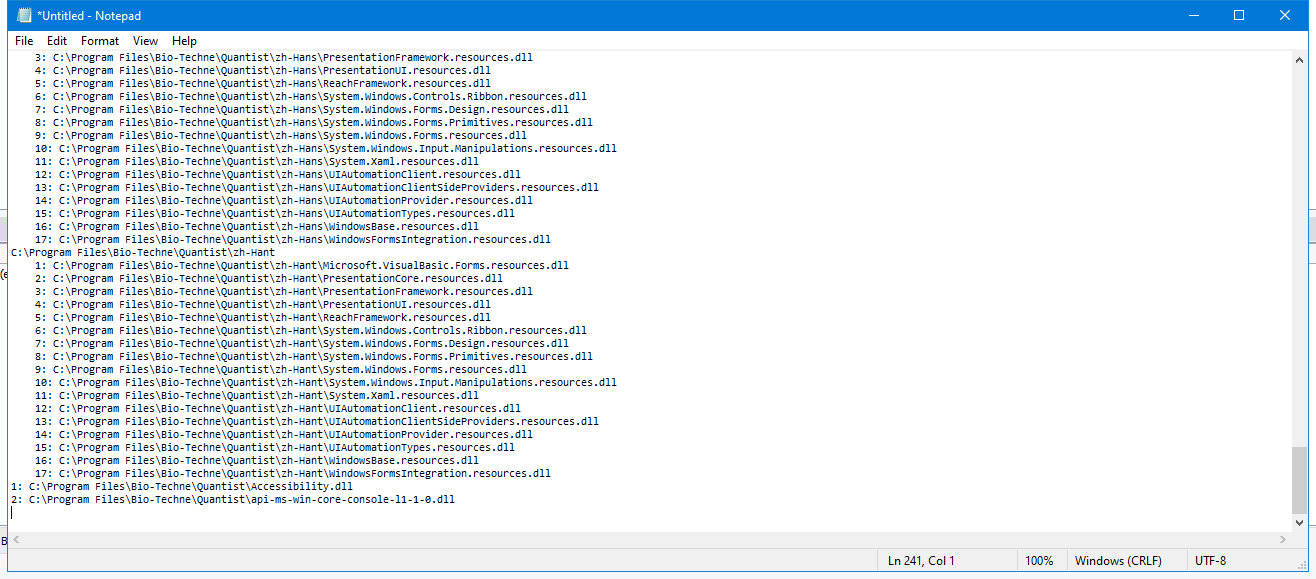 *Untitled - Notepad
File Edit Format View Help
3: C:\Program Files\Bio-Techne\Quantist\zh-Hans\PresentationFramework.resources.dll
4: C:\Program Files\Bio-Techne\Quantist\zh-Hans\PresentationUI.resources.dll
5: C:\Program Files\Bio-Techne\Quantist\zh-Hans\ReachFramework.resources.dll
6: C:\Program Files\Bio-Techne\Quantist\zh-Hans\System.Windows.Controls.Ribbon.resources.dll
7: C:\Program Files\Bio-Techne\Quantist\zh-Hans\System.Windows.Forms.Design.resources.dll
8: C:\Program Files\Bio-Techne\Quantist\zh-Hans\System.Windows.Forms.Primitives.resources.dll
9: C:\Program Files\Bio-Techne\Quantist\zh-Hans\System.Windows.Forms.resources.dll
10: C:\Program Files\Bio-Techne\Quantist\zh-Hans\System.Windows.Input.Manipulations.resources.dll
11: C:\Program Files\Bio-Techne\Quantist\zh-Hans\System.Xaml.resources.dll
12: C:\Program Files\Bio-Techne\Quantist\zh-Hans\UIAutomationClient.resources.dll
13: C:\Program Files\Bio-Techne\Quantist\zh-Hans\UIAutomationClientSideProviders.resources.dll
14: C:\Program Files\Bio-Techne\Quantist\zh-Hans\UIAutomationProvider.resources.dll
15: C:\Program Files\Bio-Techne\Quantist\zh-Hans\UIAutomationTypes.resources.dll
16: C:\Program Files\Bio-Techne\Quantist\zh-Hans\WindowsBase.resources.dll
17: C:\Program Files\Bio-Techne\Quantist\zh-Hans\WindowsFormsIntegration.resources.dll
C:\Program Files\Bio-Techne\Quantist\zh-Hant
1: C:\Program Files\Bio-Techne\Quantist\zh-Hant\Microsoft.VisualBasic.Forms.resources.dll
2: C:\Program Files\Bio-Techne\Quantist\zh-Hant\PresentationCore.resources.dll
3: C:\Program Files\Bio-Techne\Quantist\zh-Hant\PresentationFramework.resources.dll
4: C:\Program Files\Bio-Techne\Quantist\zh-Hant\PresentationUI.resources.dll
5: C:\Program Files\Bio-Techne\Quantist\zh-Hant\ReachFramework.resources.dll
6: C:\Program Files\Bio-Techne\Quantist\zh-Hant\System.Windows.Controls.Ribbon.resources.dll
7: C:\Program Files\Bio-Techne\Quantist\zh-Hant\System.Windows.Forms.Design.resources.dll
8: C:\Program Files\Bio-Techne\Quantist\zh-Hant\System.Windows.Forms.Primitives.resources.dll
9: C:\Program Files\Bio-Techne\Quantist\zh-Hant\System.Windows.Forms.resources.dll
10: C:\Program Files\Bio-Techne\Quantist\zh-Hant\System.Windows.Input.Manipulations.resources.dll
11: C:\Program Files\Bio-Techne\Quantist\zh-Hant\System.Xaml.resources.dll
12: C:\Program Files\Bio-Techne\Quantist\zh-Hant\UIAutomationClient.resources.dll
13: C:\Program Files\Bio-Techne\Quantist\zh-Hant\UIAutomationClientSideProviders.resources.dll
14: C:\Program Files\Bio-Techne\Quantist\zh-Hant\UIAutomationProvider.resources.dll
15: C:\Program Files\Bio-Techne\Quantist\zh-Hant\UIAutomationTypes.resources.dll
16: C:\Program Files\Bio-Techne\Quantist\zh-Hant\WindowsBase.resources.dll
17: C:\Program Files\Bio-Techne\Quantist\zh-Hant\WindowsFormsIntegration.resources.dll
1: C:\Program Files\Bio-Techne\Quantist\Accessibility.dll
2: C:\Program Files\Bio-Techne\Quantist\api-ms-win-core-console-l1-1-0.dll
Ln 241, Col 1 100% Windows (CRLF) UTF-8